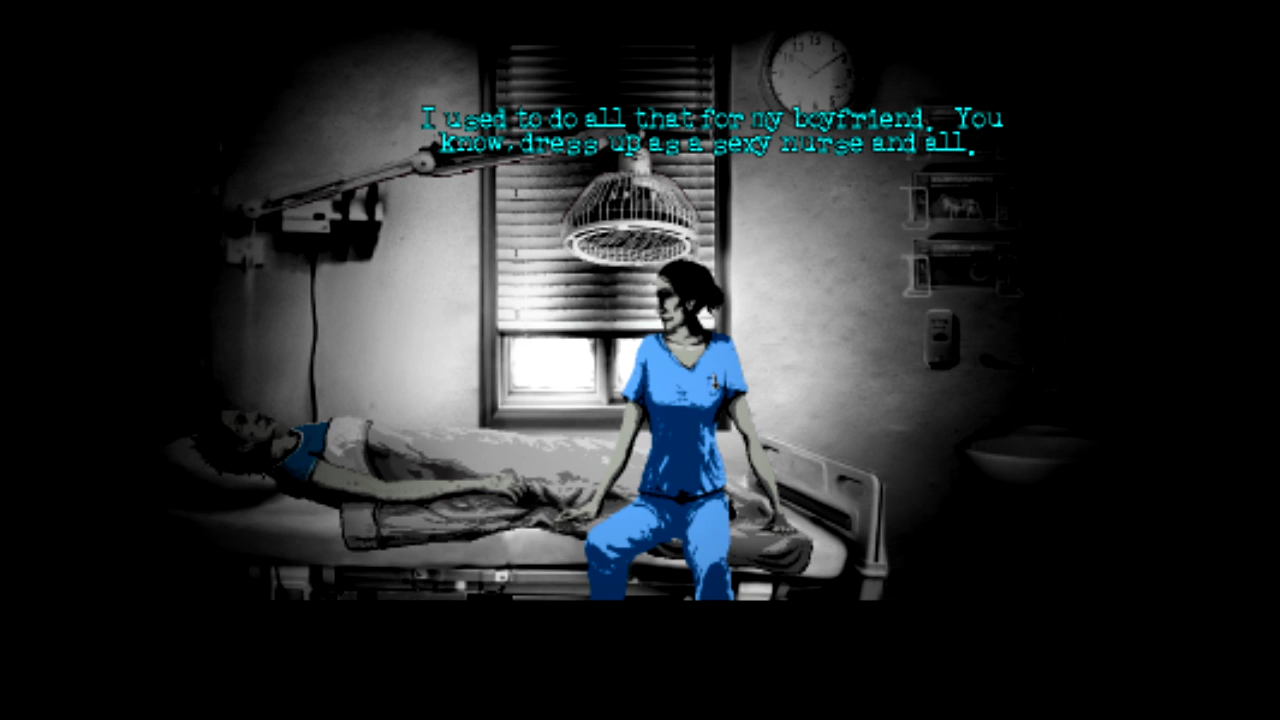 I used to do all that for my boyfriend. You
know, dress up as a sexy nurse and all.